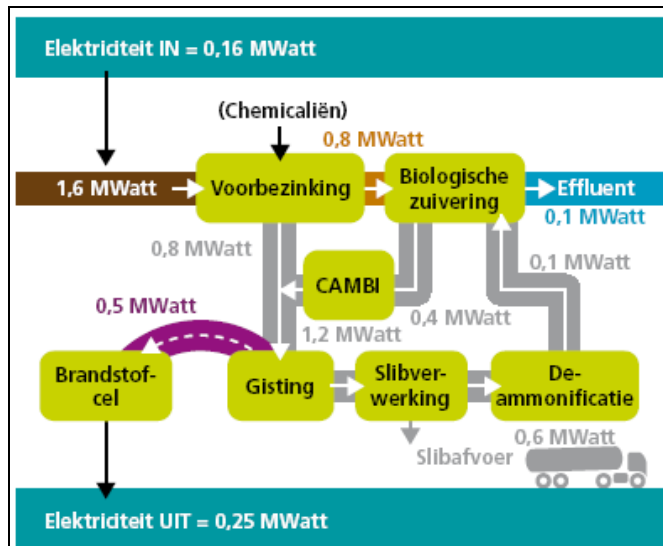 Elektriciteit IN = 0,16 MWatt
(Chemicaliën)
0,8 MWatt
1,6 MWatt
Voorbezinking
Biologische
zuivering
Effluent
0,1 MWatt
0,8 MWatt
CAMBI
0,1 MWatt
0,5 MWatt
0,4 MWatt
1,2 MWatt
Brandstof-
cel
Gisting
Slibver-
werking
De-
ammonificatie
Slibafvoer
0,6 MWatt
Elektriciteit UIT = 0,25 MWatt